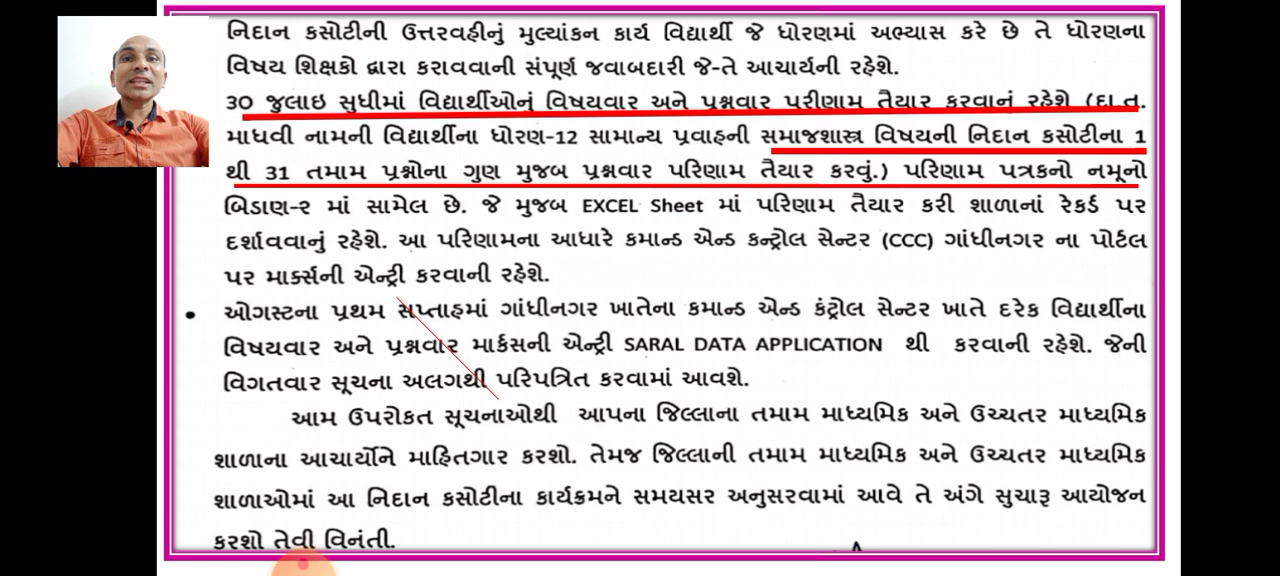 નિદાન કસોટીની ઉત્તરવહીનું મુલ્યાંકન કાર્ય વિદ્યાર્થી જે ધોરણમાં અભ્યાસ કરે છે તે ધોરણના
વિષય શિક્ષકો દ્વારા કરાવવાની સંપૂર્ણ જવાબદારી જે-તે આચાર્યની રહેશે.
30 જુલાઇ સુધીમાં વિદ્યાર્થીઓનું વિષયવાર અને પ્રશ્નવાર પરીણામ તૈયાર કરવાનું રહેશે (દા.ત.
માધવી નામની વિદ્યાર્થીના ધોરણ-12 સામાન્ય પ્રવાહની સમાજશાસ્ત્ર વિષયની નિદાન કસોટીના 1
થી 31 તમામ પ્રશ્નોના ગુણ મુજબ પ્રશ્નવાર પરિણામ તૈયાર કરવું.) પરિણામ પત્રકનો નમૂનો
બિડાણ-૨ માં સામેલ છે. જે મુજબ EXCEL Sheet માં પરિણામ તૈયાર કરી શાળાનાં રેકર્ડ પર
દર્શાવવાનું રહેશે. આ પરિણામના આધારે કમાન્ડ એન્ડ કન્ટ્રોલ સેન્ટર (CCC) ગાંધીનગર ના પોર્ટલ
પર માર્ક્સની એન્ટ્રી કરવાની રહેશે.
• ઓગસ્ટના પ્રથમ સપ્તાહમાં ગાંધીનગર ખાતેના કમાન્ડ એન્ડ કંટ્રોલ સેન્ટર ખાતે દરેક વિદ્યાર્થીના
વિષયવાર અને પ્રશ્નવાર માર્કસની એન્ટ્રી SARAL DATA APPLICATION થી કરવાની રહેશે. જેની
વિગતવાર સૂચના અલગથી પરિપત્રિત કરવામાં આવશે.
આમ ઉપરોકત સૂચનાઓથી આપના જિલ્લાના તમામ માધ્યમિક અને ઉચ્ચતર માધ્યમિક
શાળાના આચાર્યોને માહિતગાર કરશો. તેમજ જિલ્લાની તમામ માધ્યમિક અને ઉચ્ચતર માધ્યમિક
શાળાઓમાં આ નિદાન કસોટીના કાર્યક્રમને સમયસર અનુસરવામાં આવે તે અંગે સુચારૂ આયોજન
કરશો તેવી વિનંતી.